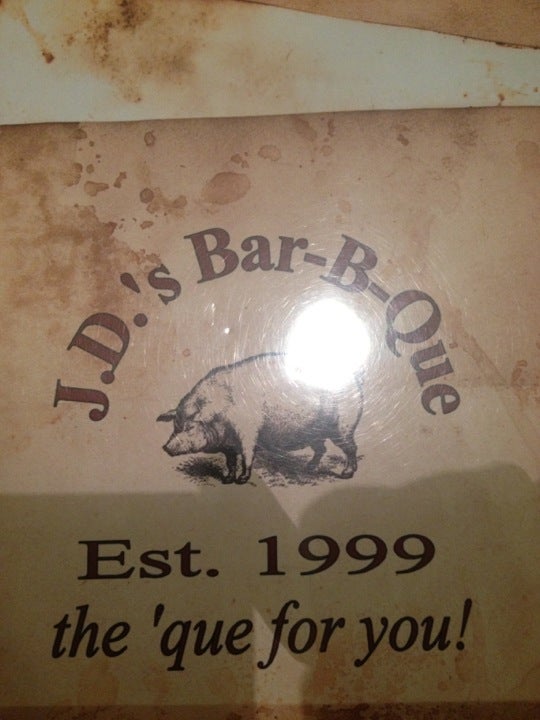 J.D.'s Bar-B-Que
Est. 1999
the 'que for you!